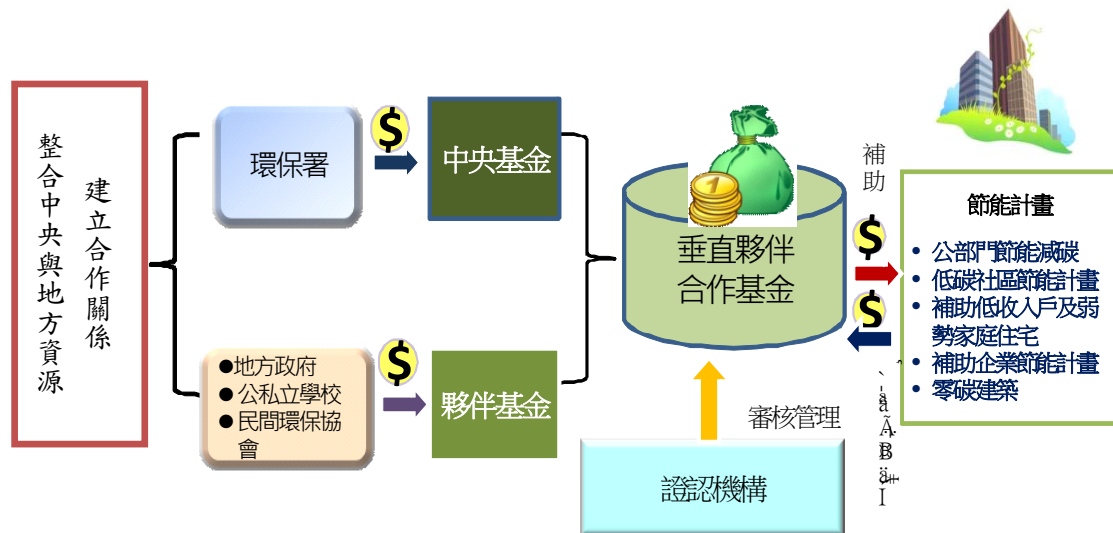 整合中央與地方資源
建立合作關係
環保署
$
中央基金
●地方政府
●公私立學校
●民間環保協
會
$
夥伴基金
1
垂直夥伴
合作基金
審核管理
證認機構
補助
$
$
節能計畫
• 公部門節能減碳
• 低碳社區節能計畫
• 補助低收入戶及弱
勢家庭住宅
• 補助企業節能計畫
• 零碳建築